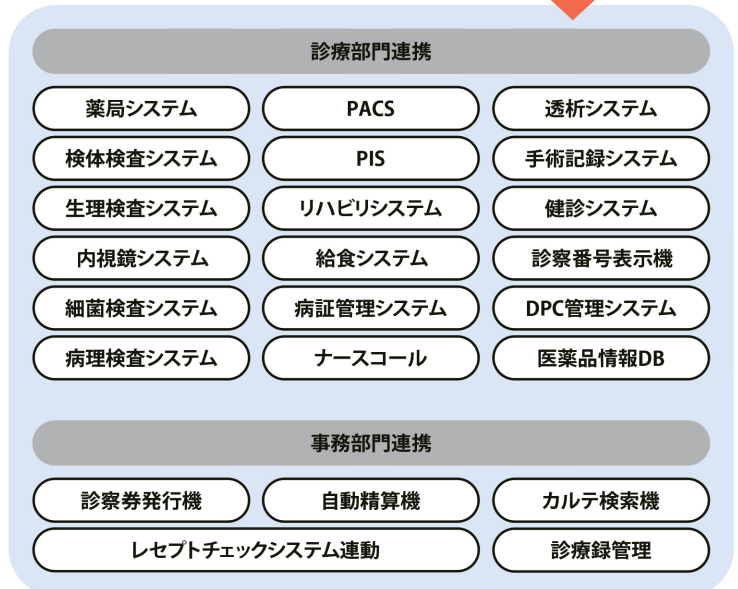 診療部門連携
薬局システム PACS 透析システム
検体検査システム PIS 手術記録システム
生理検査システム リハビリシステム 健診システム
内視鏡システム 給食システム 診察番号表示機
細菌検査システム 病証管理システム DPC管理システム
病理検査システム ナースコール 医薬品情報DB
事務部門連携
診察券発行機 自動精算機 カルテ検索機
レセプトチェックシステム連動 診療録管理